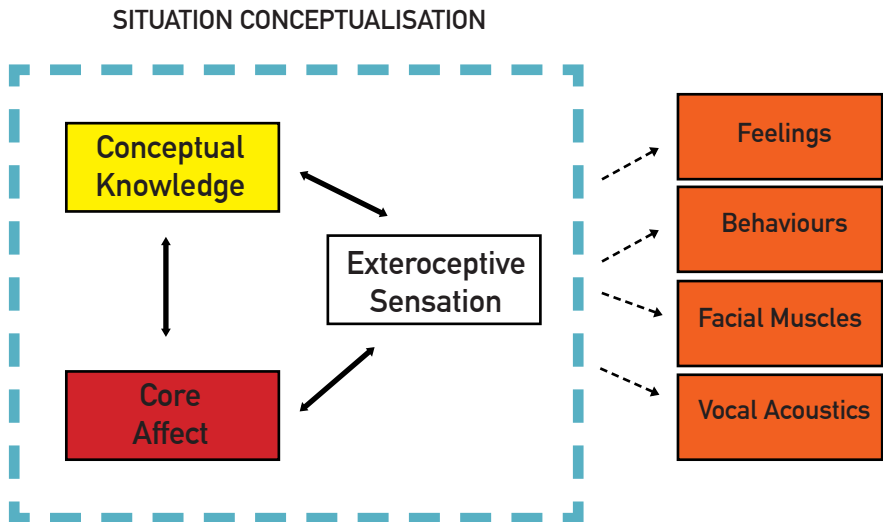 SITUATION CONCEPTUALISATION
Conceptual
Knowledge
Exteroceptive
Sensation
Core
Affect
Feelings
Behaviours
Facial Muscles
Vocal Acoustics